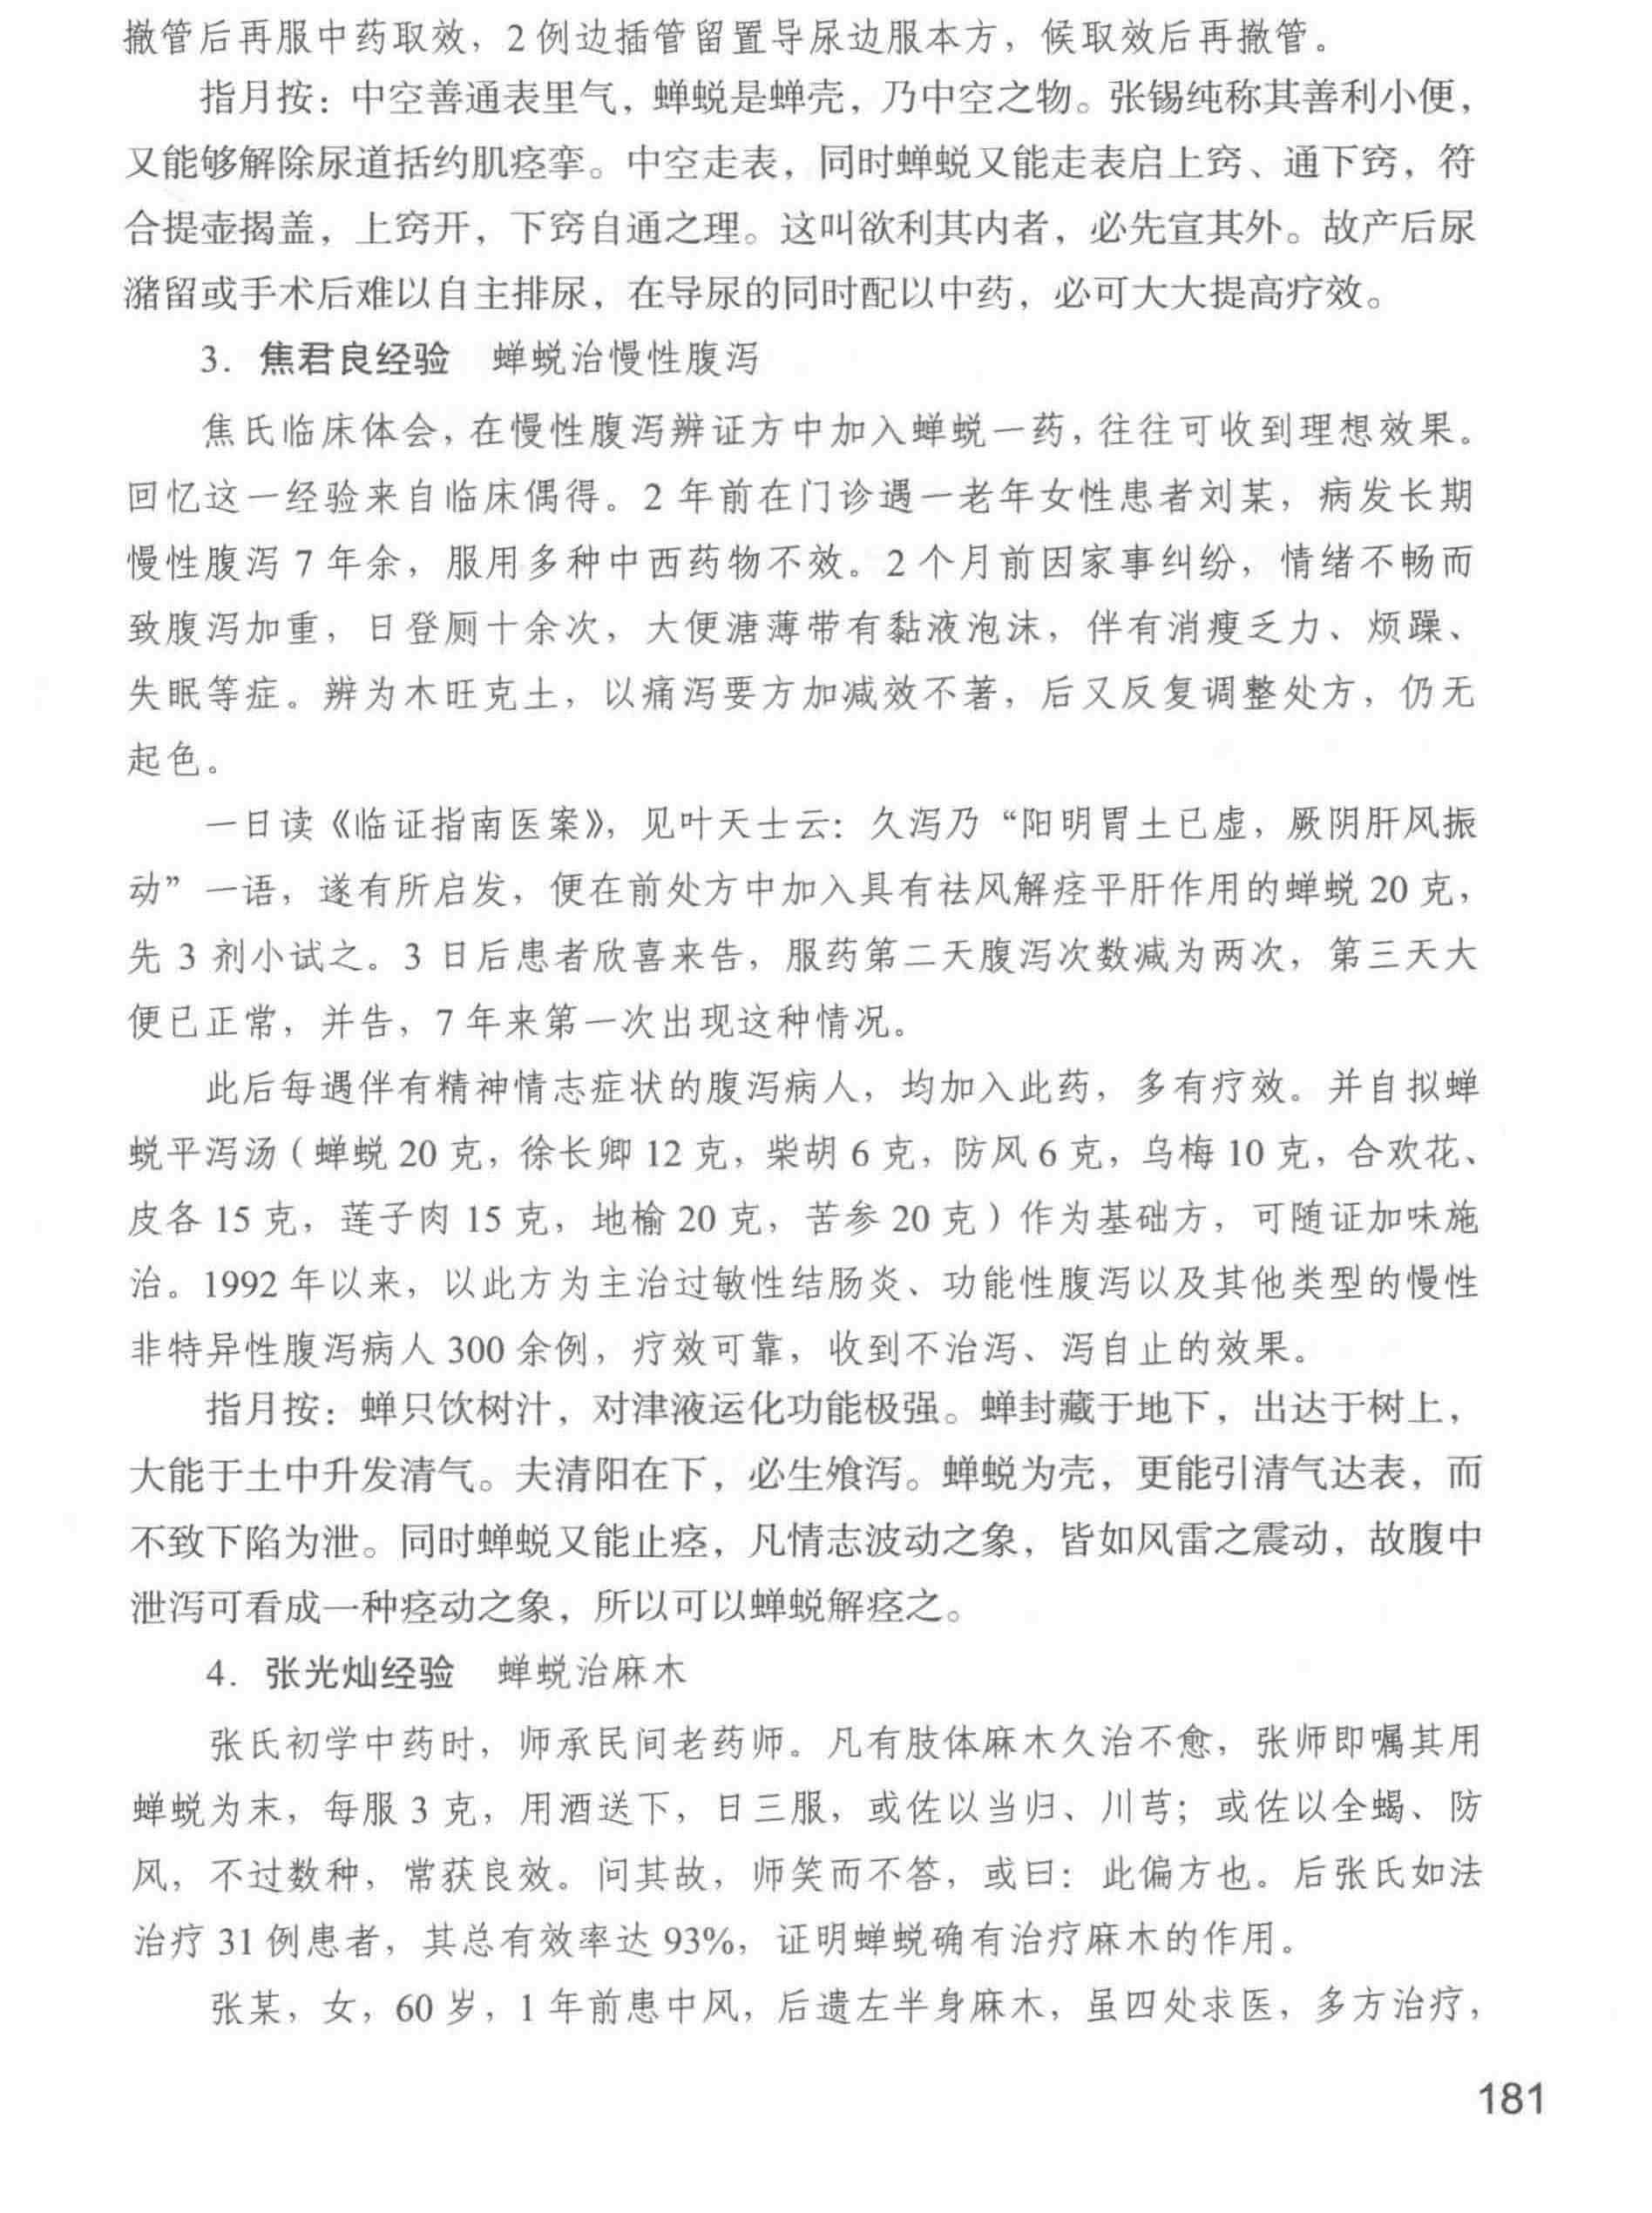 撤管后再服中药取效，2例边插管留置导尿边服本方，候取效后再撤管。
指月按：中空善通表里气，蝉蜕是蝉壳，乃中空之物。张锡纯称其善利小便，
又能够解除尿道括约肌痉挛。中空走表，同时蝉蜕又能走表启上窍、通下窍，符
合提壶揭盖，上窍开，下窍自通之理。这叫欲利其内者，必先宣其外。故产后尿
潴留或手术后难以自主排尿，在导尿的同时配以中药，必可大大提高疗效。
3. 焦君良经验 蝉蜕治慢性腹泻
焦氏临床体会，在慢性腹泻辨证方中加入蝉蜕一药，往往可收到理想效果。
回忆这一经验来自临床偶得。2 年前在门诊遇一老年女性患者刘某，病发长期
慢性腹泻 7 年余，服用多种中西药物不效。2 个月前因家事纠纷，情绪不畅而
致腹泻加重，日登厕十余次，大便溏薄带有黏液泡沫，伴有消瘦乏力、烦躁、
失眠等症。辨为木旺克土，以痛泻要方加减效不著，后又反复调整处方，仍无
起色。
一日读《临证指南医案》，见叶天士云：久泻乃“阳明胃土已虚，厥阴肝风振
动”一语，遂有所启发，便在前处方中加入具有祛风解痉平肝作用的蝉蜕 20 克，
先 3 剂小试之。3 日后患者欣喜来告，服药第二天腹泻次数减为两次，第三天大
便已正常，并告，7 年来第一次出现这种情况。
此后每遇伴有精神情志症状的腹泻病人，均加入此药，多有疗效。并自拟蝉
蜕平泻汤（蝉蜕 20 克，徐长卿 12 克，柴胡 6 克，防风 6 克，乌梅 10 克，合欢花、
皮各 15 克，莲子肉 15 克，地榆 20 克，苦参 20 克）作为基础方，可随证加味施
治。1992 年以来，以此方为主治过敏性结肠炎、功能性腹泻以及其他类型的慢性
非特异性腹泻病人 300 余例，疗效可靠，收到不治泻、泻自止的效果。
指月按：蝉只饮树汁，对津液运化功能极强。蝉封藏于地下，出达于树上，
大能于土中升发清气。夫清阳在下，必生飧泻。蝉蜕为壳，更能引清气达表，而
不致下陷为泄。同时蝉蜕又能止痉，凡情志波动之象，皆如风雷之震动，故腹中
泄泻可看成一种痉动之象，所以可以蝉蜕解痉之。
4. 张光灿经验 蝉蜕治麻木
张氏初学中药时，师承民间老药师。凡有肢体麻木久治不愈，张师即嘱其用
蝉蜕为末，每服 3 克，用酒送下，日三服，或佐以当归、川芎；或佐以全蝎、防
风，不过数种，常获良效。问其故，师笑而不答，或曰：此偏方也。后张氏如法
治疗 31 例患者，其总有效率达 93%，证明蝉蜕确有治疗麻木的作用。
张某，女，60 岁，1 年前患中风，后遗左半身麻木，虽四处求医，多方治疗，
181